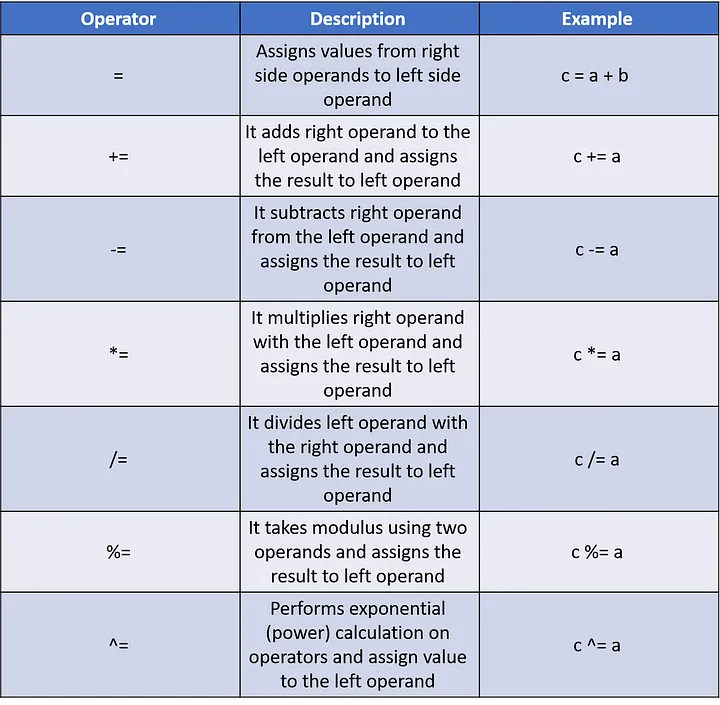 Operator Description Example
=
Assigns values from right
side operands to left side
operand
c = a + b
+=
It adds right operand to the
left operand and assigns
the result to left operand
c += a
-=
It subtracts right operand
from the left operand and
assigns the result to left
operand
c -= a
*=
It multiplies right operand
with the left operand and
assigns the result to left
operand
c *= a
/=
It divides left operand with
the right operand and
assigns the result to left
operand
c /= a
%=
It takes modulus using two
operands and assigns the
result to left operand
c %= a
^=
Performs exponential
(power) calculation on
operators and assign value
to the left operand
c ^= a